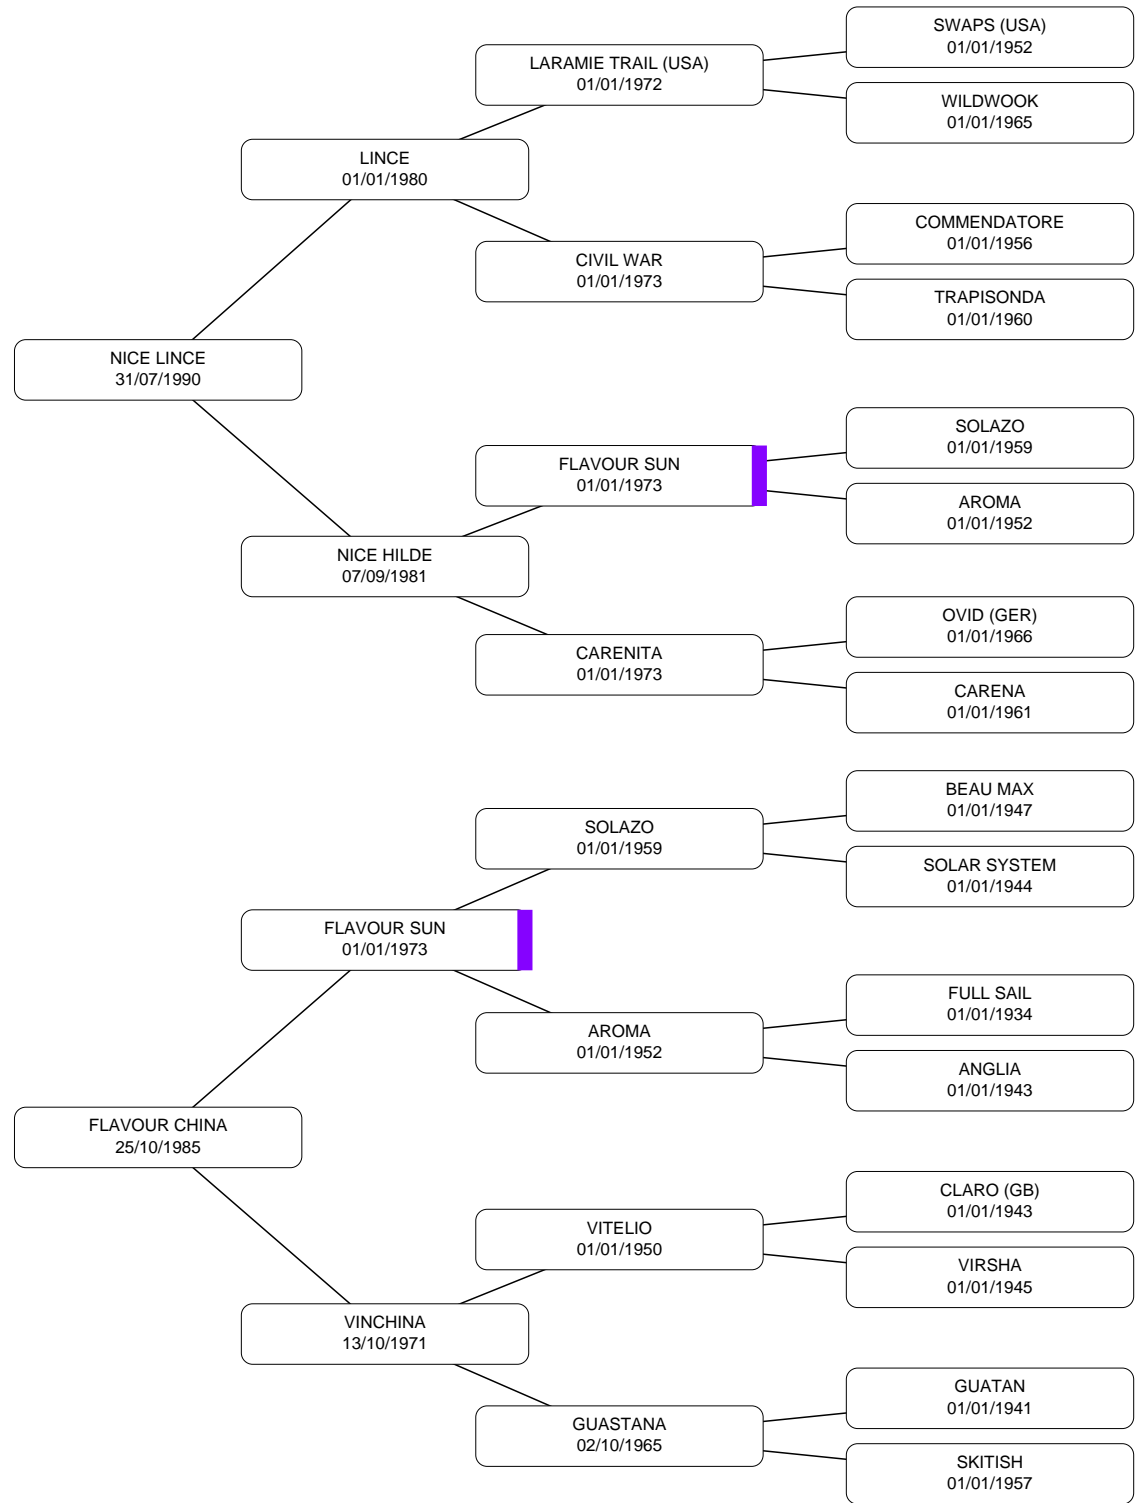 SWAPS (USA)
01/01/1952
LARAMIE TRAIL (USA)
01/01/1972
WILDWOOK
01/01/1965
LINCE
01/01/1980
COMMENDATORE
01/01/1956
CIVIL WAR
01/01/1973
TRAPISONDA
01/01/1960
NICE LINCE
31/07/1990
SOLAZO
01/01/1959
FLAVOUR SUN
01/01/1973
AROMA
01/01/1952
NICE HILDE
07/09/1981
OVID (GER)
01/01/1966
CARENITA
01/01/1973
CARENA
01/01/1961
BEAU MAX
01/01/1947
SOLAZO
01/01/1959
SOLAR SYSTEM
01/01/1944
FLAVOUR SUN
01/01/1973
FULL SAIL
01/01/1934
AROMA
01/01/1952
ANGLIA
01/01/1943
FLAVOUR CHINA
25/10/1985
CLARO (GB)
01/01/1943
VITELIO
01/01/1950
VIRSHA
01/01/1945
VINCHINA
13/10/1971
GUATAN
01/01/1941
GUASTANA
02/10/1965
SKITISH
01/01/1957